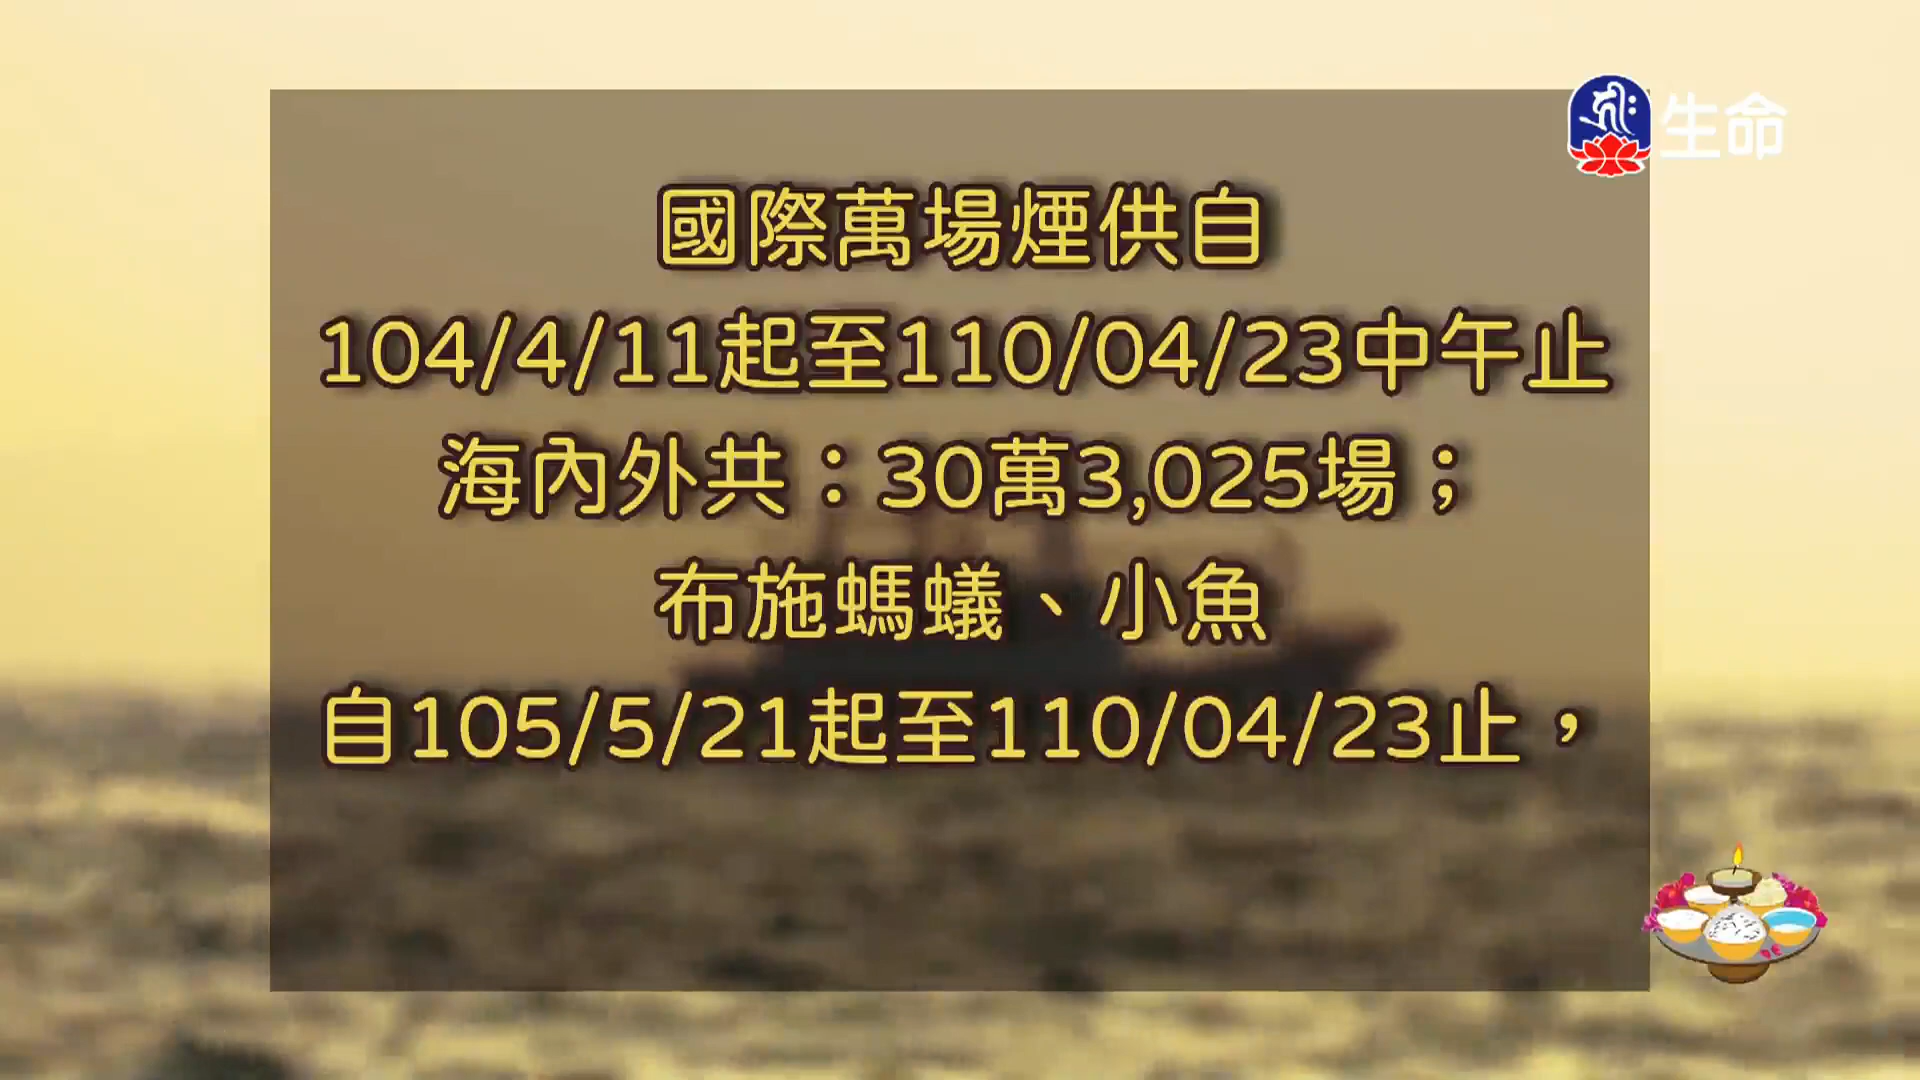 生命
國際萬場煙供自
104/4/11起至110/04/23中午止
海內外共：30萬3,025場；
布施螞蟻、小魚
自105/5/21起至110/04/23止，